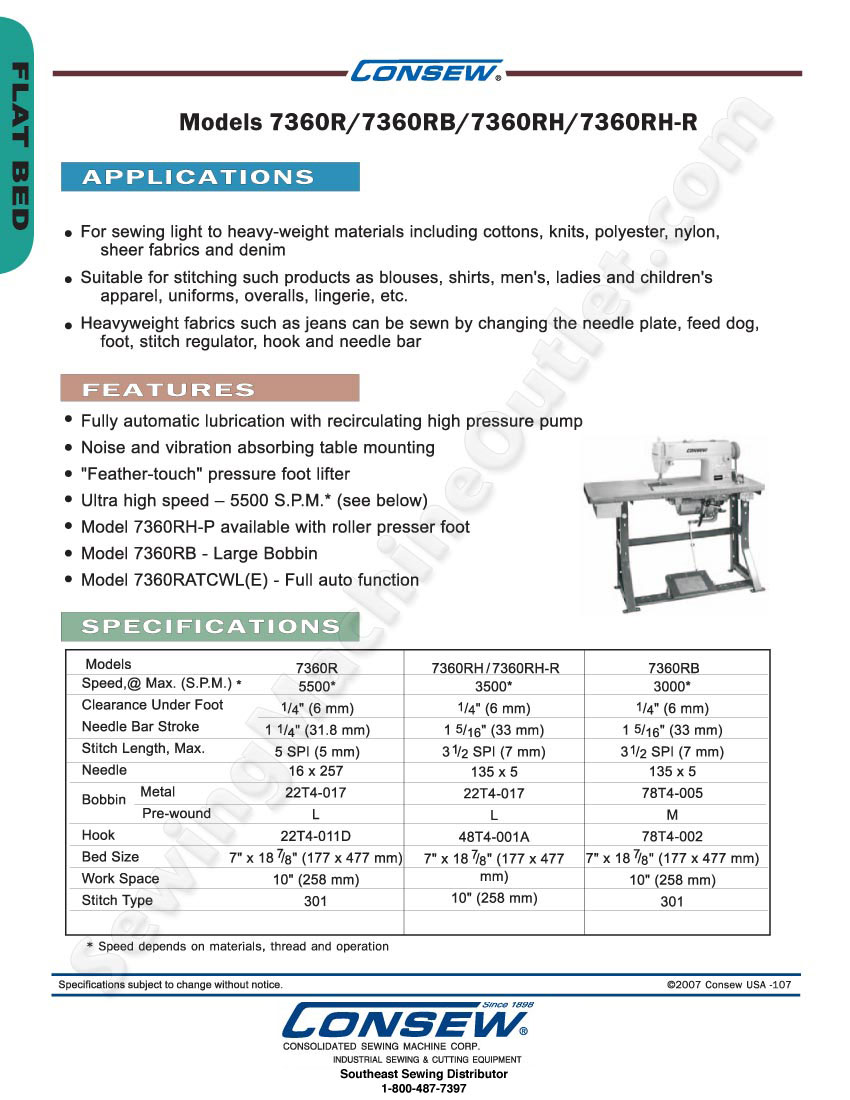 FLAT BED
CONSEW®
Models 7360R/7360RB/7360RH/7360RH-R
APPLICATIONS
● For sewing light to heavy-weight materials including cottons, knits, polyester, nylon,
sheer fabrics and denim
● Suitable for stitching such products as blouses, shirts, men's, ladies and children's
apparel, uniforms, overalls, lingerie, etc.
● Heavyweight fabrics such as jeans can be sewn by changing the needle plate, feed dog,
foot, stitch regulator, hook and needle bar
FEATURES
● Fully automatic lubrication with recirculating high pressure pump
● Noise and vibration absorbing table mounting
● "Feather-touch" pressure foot lifter
● Ultra high speed – 5500 S.P.M.* (see below)
● Model 7360RH-P available with roller presser foot
● Model 7360RB - Large Bobbin
● Model 7360RATCWL(E) - Full auto function
CONSEW
SPECIFICATIONS
Models 7360R 7360RH/7360RH-R 7360RB
Speed,@ Max. (S.P.M.) * 5500* 3500* 3000*
Clearance Under Foot 1/4" (6 mm) 1/4" (6 mm) 1/4" (6 mm)
Needle Bar Stroke 1 1/4" (31.8 mm) 1 5/16" (33 mm) 1 5/16" (33 mm)
Stitch Length, Max. 5 SPI (5 mm) 3 1/2 SPI (7 mm) 3 1/2 SPI (7 mm)
Needle 16 x 257 135 x 5 135 x 5
Bobbin Metal 22T4-017 22T4-017 78T4-005
Pre-wound L L M
Hook 22T4-011D 48T4-001A 78T4-002
Bed Size 7" x 18 7/8" (177 x 477 mm) 7" x 18 7/8" (177 x 477 mm) 7" x 18 7/8" (177 x 477 mm)
Work Space 10" (258 mm) 10" (258 mm) 10" (258 mm)
Stitch Type 301 301
* Speed depends on materials, thread and operation
Specifications subject to change without notice. ©2007 Consew USA -107
Since 1898
CONSEW®
CONSOLIDATED SEWING MACHINE CORP.
INDUSTRIAL SEWING & CUTTING EQUIPMENT
Southeast Sewing Distributor
1-800-487-7397
SewingMachineOutlet.com